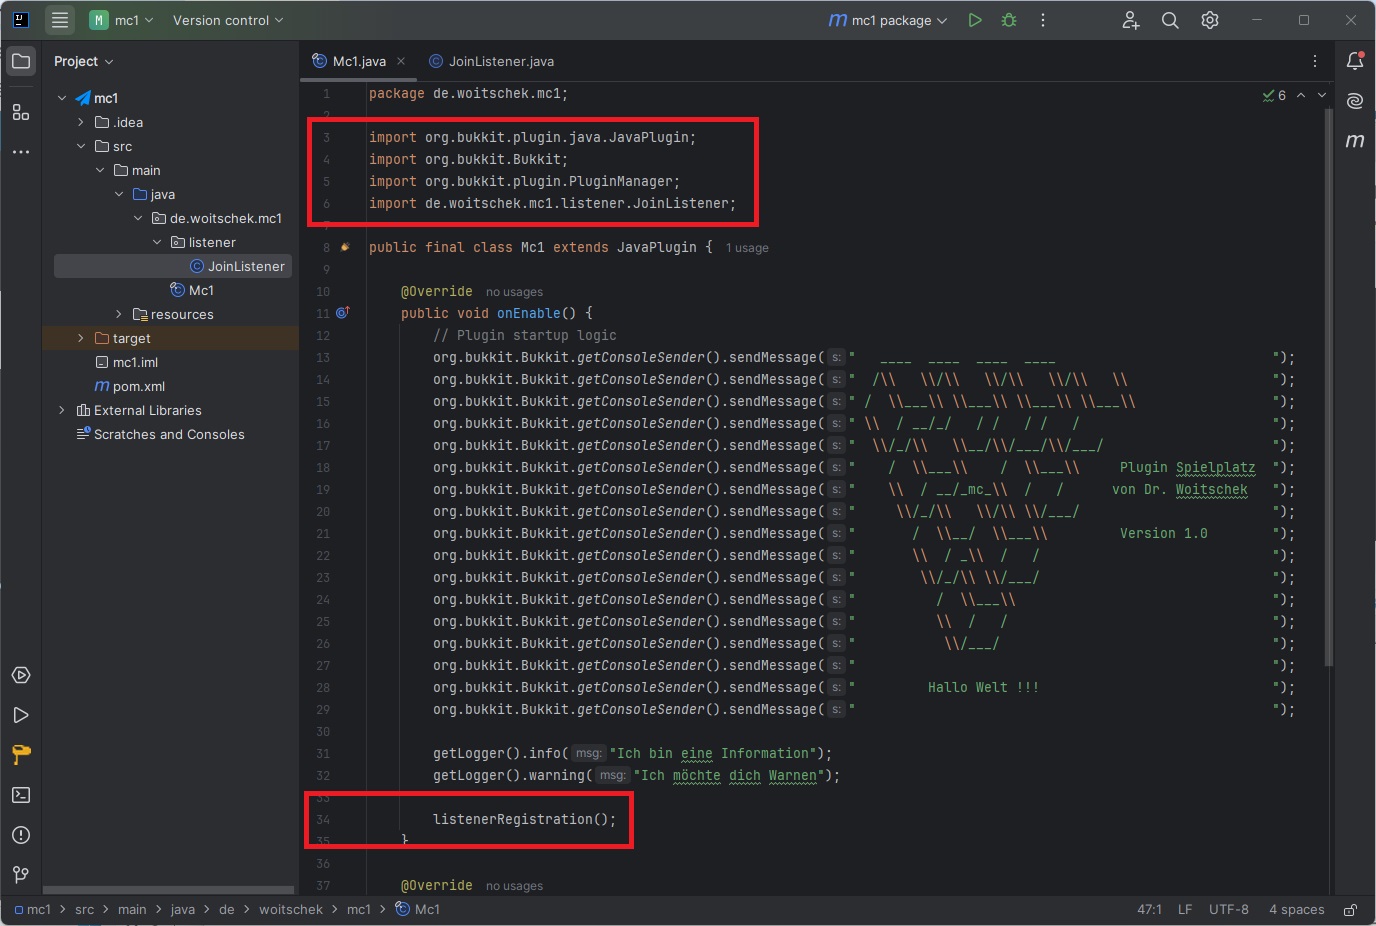 M mc1 Version control m mc1 package
Project
Mc1.java JoinListener.java
mc1
.idea
src
main
java
de.woitschek.mc1
listener
JoinListener
Mc1
resources
target
mc1.iml
m pom.xml
External Libraries
Scratches and Consoles
6
1 package de.woitschek.mc1;
2
3 import org.bukkit.plugin.java.JavaPlugin;
4 import org.bukkit.Bukkit;
5 import org.bukkit.plugin.PluginManager;
6 import de.woitschek.mc1.listener.JoinListener;
8 public final class Mc1 extends JavaPlugin { 1 usage
9
10 @Override no usages
11 public void onEnable() {
12 // Plugin startup logic
13 org.bukkit.Bukkit.getConsoleSender().sendMessage( s: "   ____  ____  ____  ____                           ");
14 org.bukkit.Bukkit.getConsoleSender().sendMessage( s: "  /\\   \\/\\   \\/\\   \\/\\   \\                  ");
15 org.bukkit.Bukkit.getConsoleSender().sendMessage( s: " /  \\___\\ \\___\\ \\___\\ \\___\\                 ");
16 org.bukkit.Bukkit.getConsoleSender().sendMessage( s: " \\  / __/_/   / /   / /   /                        ");
17 org.bukkit.Bukkit.getConsoleSender().sendMessage( s: "  \\/_/\\   \\__/\\/___/\\/___/                     ");
18 org.bukkit.Bukkit.getConsoleSender().sendMessage( s: "    /  \\___\\    /  \\___\\     Plugin Spielplatz  ");
19 org.bukkit.Bukkit.getConsoleSender().sendMessage( s: "    \\  / __/_mc_\\  /   /      von Dr. Woitschek   ");
20 org.bukkit.Bukkit.getConsoleSender().sendMessage( s: "     \\/_/\\   \\/\\ \\/___/                        ");
21 org.bukkit.Bukkit.getConsoleSender().sendMessage( s: "       /  \\__/  \\___\\         Version 1.0        ");
22 org.bukkit.Bukkit.getConsoleSender().sendMessage( s: "       \\  / _\\  /   /                             ");
23 org.bukkit.Bukkit.getConsoleSender().sendMessage( s: "        \\/_/\\ \\/___/                             ");
24 org.bukkit.Bukkit.getConsoleSender().sendMessage( s: "          /  \\___\\                                ");
25 org.bukkit.Bukkit.getConsoleSender().sendMessage( s: "          \\  /   /                                 ");
26 org.bukkit.Bukkit.getConsoleSender().sendMessage( s: "           \\/___/                                  ");
27 org.bukkit.Bukkit.getConsoleSender().sendMessage( s: "                                                    ");
28 org.bukkit.Bukkit.getConsoleSender().sendMessage( s: "         Hallo Welt !!!                             ");
29 org.bukkit.Bukkit.getConsoleSender().sendMessage( s: "                                                    ");
30
31 getLogger().info( msg: "Ich bin eine Information");
32 getLogger().warning( msg: "Ich möchte dich Warnen");
33
34 listenerRegistration();
35 }
36
37 @Override no usages
mc1 > src > main > java > de > woitschek > mc1 > Mc1 47:1 LF UTF-8 4 spaces